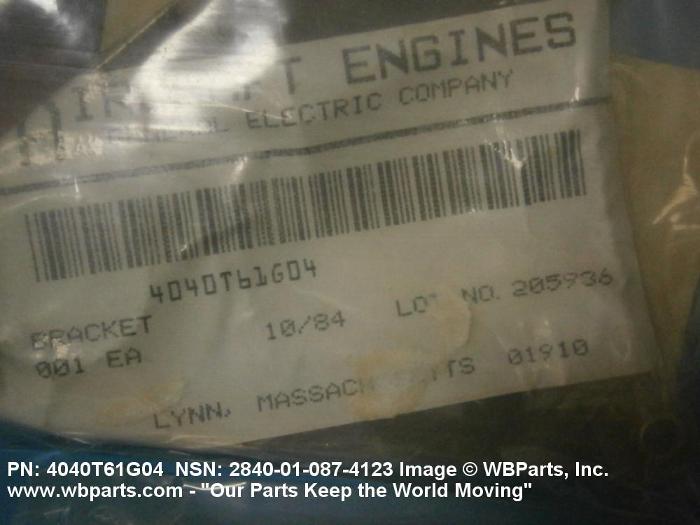 ENGINES
ELECTRIC COMPANY
4040T61G04
BRACKET 10/84 LOT NO. 205936
001 EA
LYNN, 01910
PN: 4040T61G04 NSN: 2840-01-087-4123 Image © WBParts, Inc.
www.wbparts.com - "Our Parts Keep the World Moving"